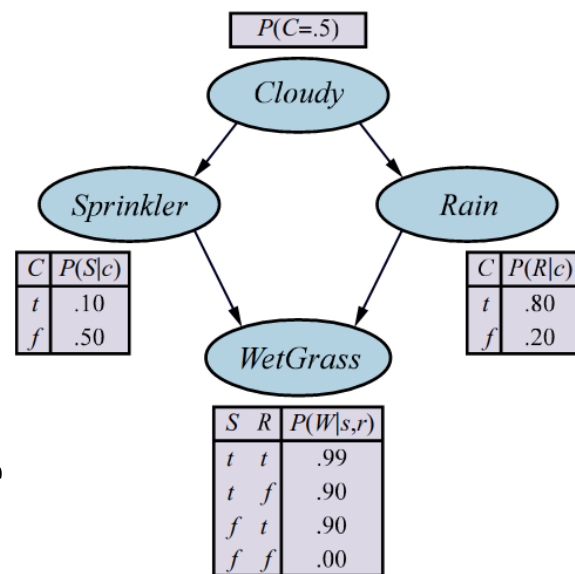 P(C=.5)
Cloudy
Sprinkler
Rain
C P(S|c)
t .10
f .50
C P(R|c)
t .80
f .20
WetGrass
S R P(W|s,r)
t t .99
t f .90
f t .90
f f .00